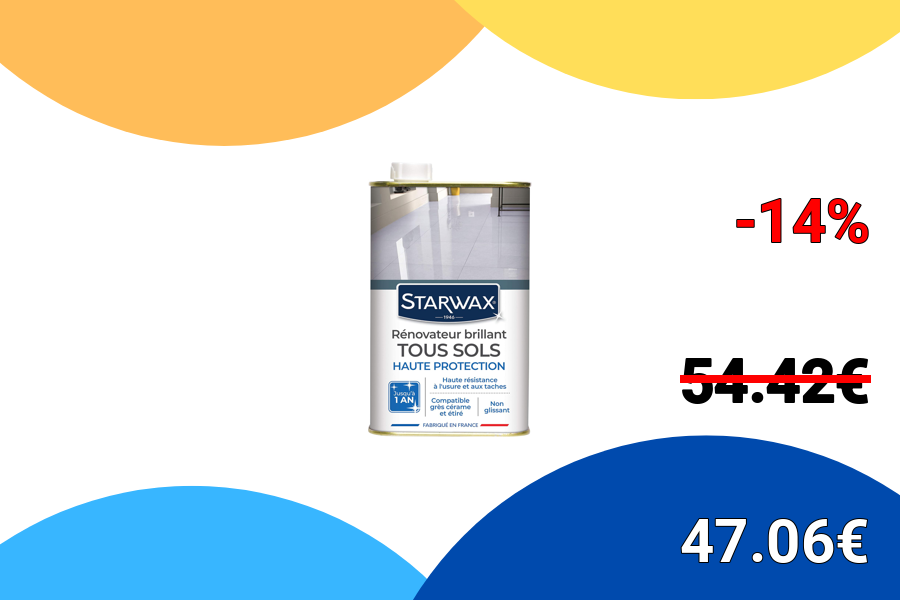 -14%
STARWAX®
1946
Rénovateur brillant
TOUS SOLS
HAUTE PROTECTION
Jusqu'à
1 AN
Haute résistance
à l'usure et aux taches
Compatible
grès cérame
et étiré
Non
glissant
FABRIQUÉ EN FRANCE
54.42€
47.06€